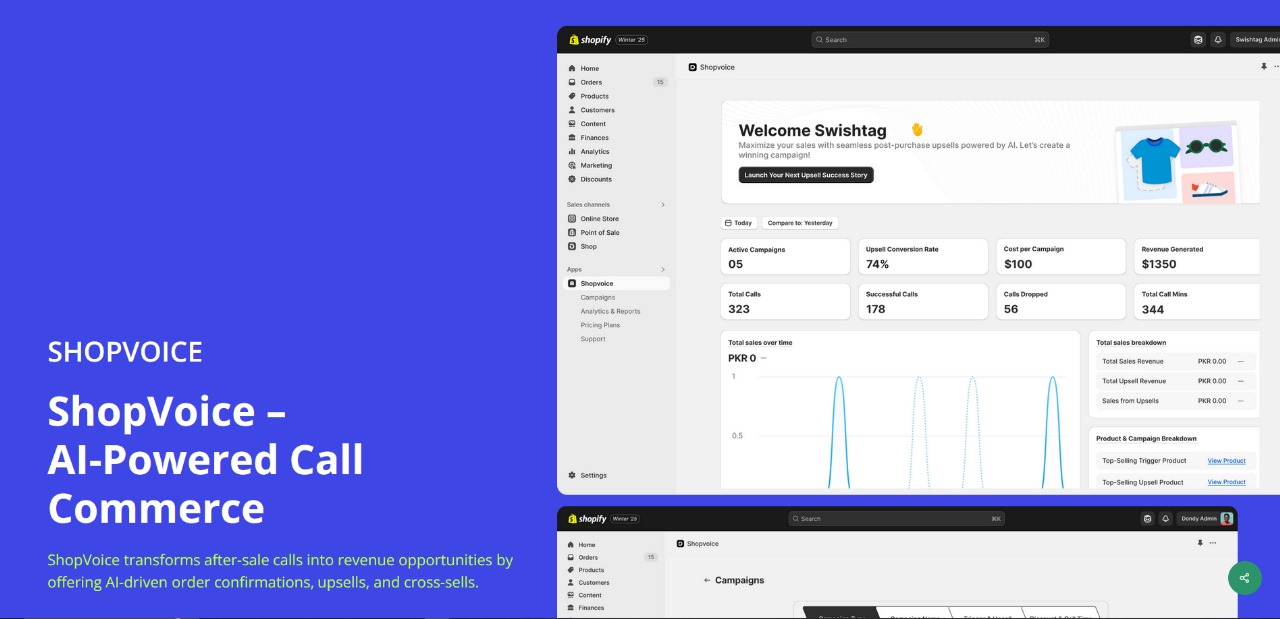 SHOPVOICE
ShopVoice –
AI-Powered Call
Commerce
ShopVoice transforms after-sale calls into revenue opportunities by
offering AI-driven order confirmations, upsells, and cross-sells.
shopify Winter '25
Search ⌘K
Swishtag Admin
Home
Orders 15
Products
Customers
Content
Finances
Analytics
Marketing
Discounts
Sales channels
Online Store
Point of Sale
Shop
Apps
Shopvoice
Campaigns
Analytics & Reports
Pricing Plans
Support
Settings
Shopvoice
Welcome Swishtag
Maximize your sales with seamless post-purchase upsells powered by AI. Let's create a
winning campaign!
Launch Your Next Upsell Success Story
Today Compare to: Yesterday
Active Campaigns
05
Upsell Conversion Rate
74%
Cost per Campaign
$100
Revenue Generated
$1350
Total Calls
323
Successful Calls
178
Calls Dropped
56
Total Call Mins
344
Total sales over time
PKR 0 —
1
0.5
Total sales breakdown
Total Sales Revenue PKR 0.00 —
Total Upsell Revenue PKR 0.00 —
Sales from Upsells PKR 0.00 —
Product & Campaign Breakdown
Top-Selling Trigger Product View Product
Top-Selling Upsell Product View Product
shopify Winter '25
Search ⌘K
Dondy Admin
Home
Orders 15
Products
Customers
Content
Finances
Shopvoice
← Campaigns